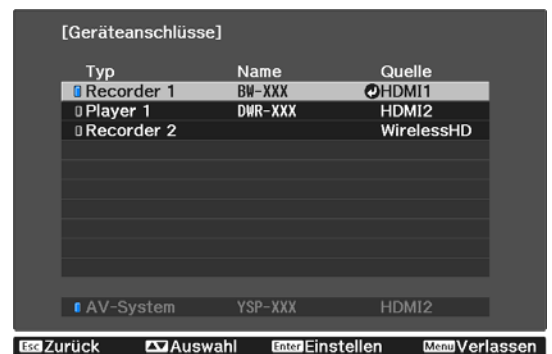 [Geräteanschlüsse]
Typ Name Quelle
Recorder 1 BW-XXX HDMI1
Player 1 DWR-XXX HDMI2
Recorder 2 WirelessHD
AV-System YSP-XXX HDMI2
Esc Zurück Auswahl Enter Einstellen Menu Verlassen